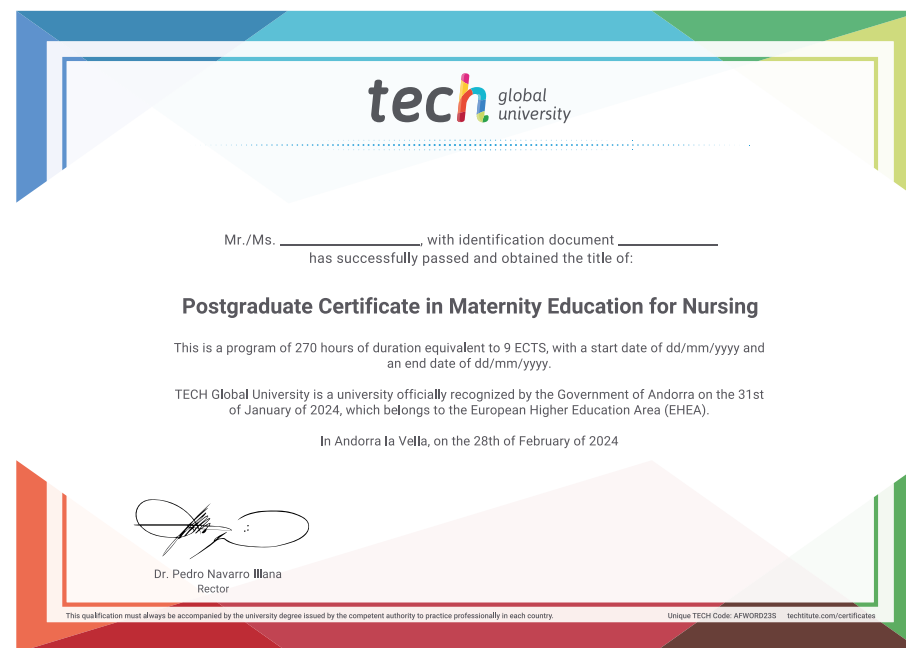 tech global
university
Mr./Ms. ____________________, with identification document ______________
has successfully passed and obtained the title of:
Postgraduate Certificate in Maternity Education for Nursing
This is a program of 270 hours of duration equivalent to 9 ECTS, with a start date of dd/mm/yyyy and
an end date of dd/mm/yyyy.
TECH Global University is a university officially recognized by the Government of Andorra on the 31st
of January of 2024, which belongs to the European Higher Education Area (EHEA).
In Andorra la Vella, on the 28th of February of 2024
Dr. Pedro Navarro Illana
Rector
This qualification must always be accompanied by the university degree issued by the competent authority to practice professionally in each country.
Unique TECH Code: AFWORD23S techtitute.com/certificates